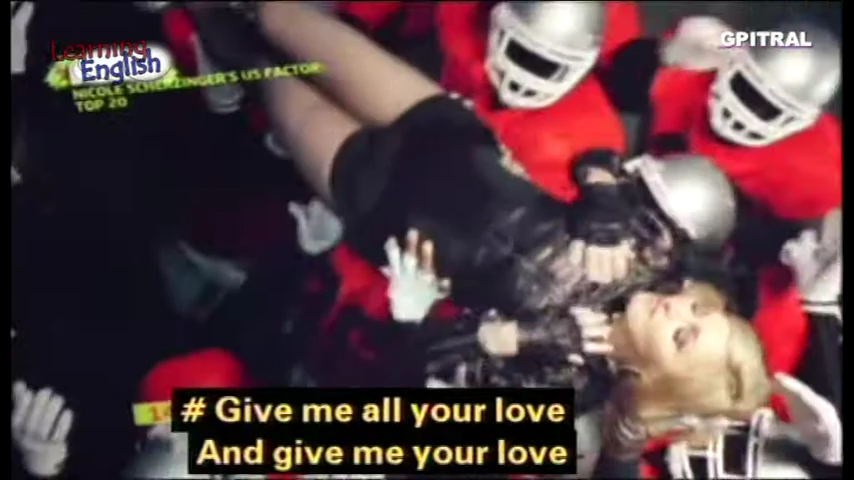 GPITRAL
Learning
English
NICOLE SCHERZINGER'S US FACTOR
TOP 20
# Give me all your love
And give me your love